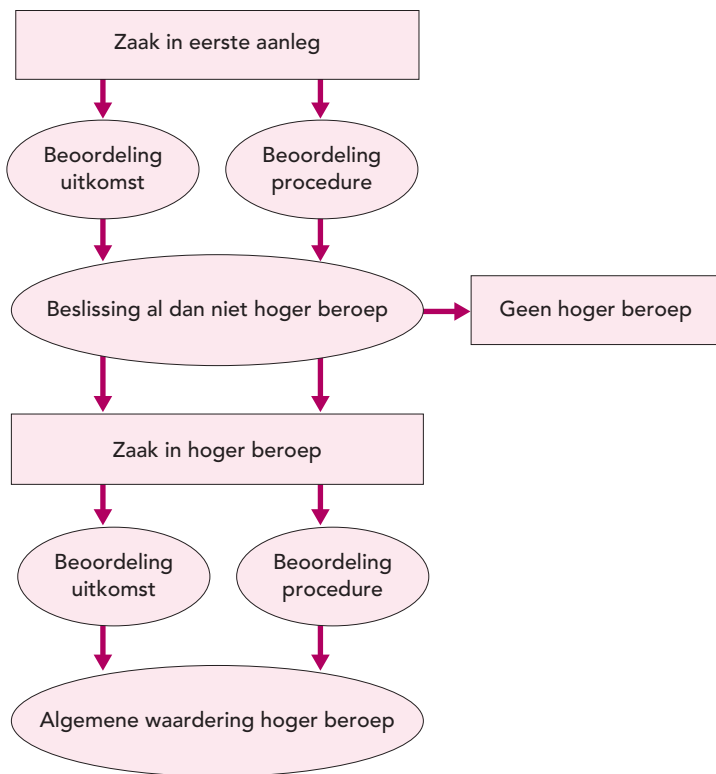 Zaak in eerste aanleg
Beoordeling
uitkomst
Beoordeling
procedure
Beslissing al dan niet hoger beroep
Geen hoger beroep
Zaak in hoger beroep
Beoordeling
uitkomst
Beoordeling
procedure
Algemene waardering hoger beroep